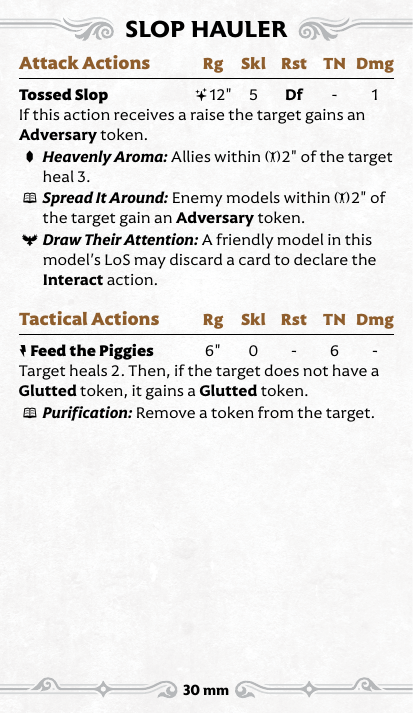 SLOP HAULER
Attack Actions Rg Skl Rst TN Dmg
Tossed Slop 12" 5 Df - 1
If this action receives a raise the target gains an
Adversary token.
Heavenly Aroma: Allies within 2" of the target
heal 3.
Spread It Around: Enemy models within 2" of
the target gain an Adversary token.
Draw Their Attention: A friendly model in this
model's LoS may discard a card to declare the
Interact action.
Tactical Actions Rg Skl Rst TN Dmg
Feed the Piggies 6" 0 - 6 -
Target heals 2. Then, if the target does not have a
Glutted token, it gains a Glutted token.
Purification: Remove a token from the target.
30 mm